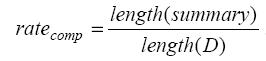 rate_comp = length(summary) / length(D)